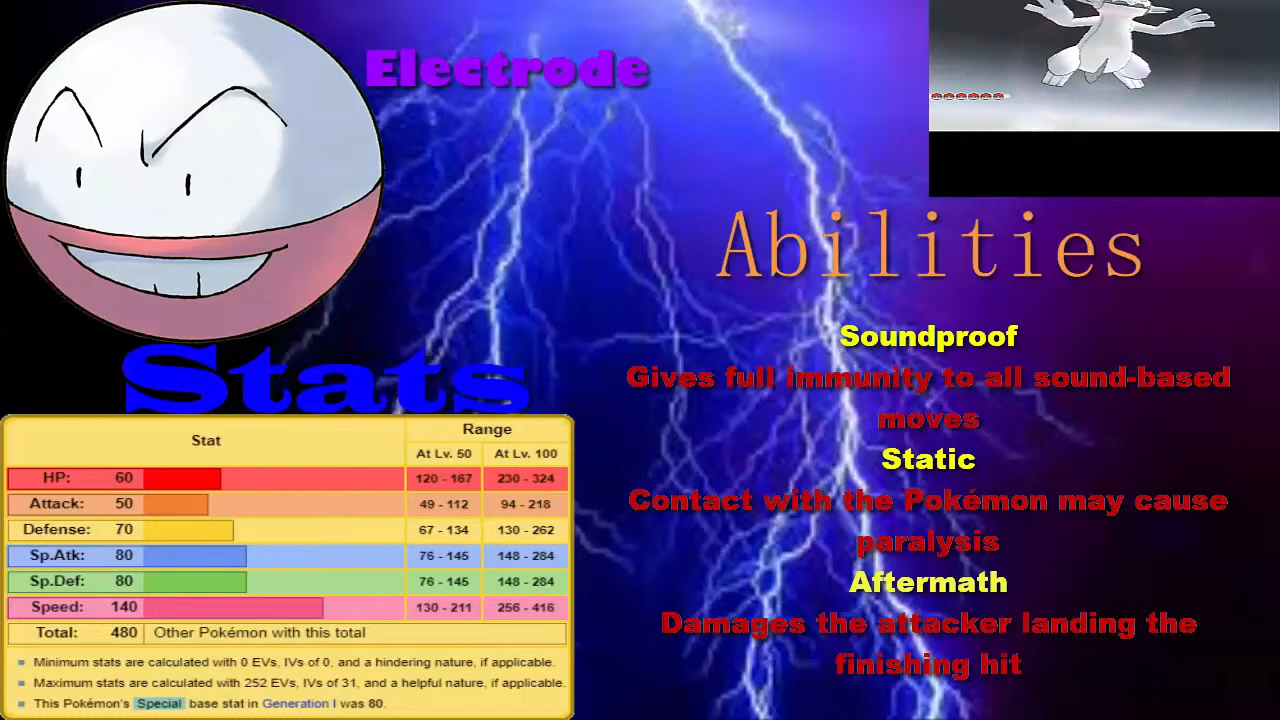 Electrode
Abilities
Soundproof
Gives full immunity to all sound-based
moves
Static
Contact with the Pokémon may cause
paralysis
Aftermath
Damages the attacker landing the
finishing hit
Stats
Stat Range
At Lv. 50 At Lv. 100
HP: 60 120 - 167 230 - 324
Attack: 50 49 - 112 94 - 218
Defense: 70 67 - 134 130 - 262
Sp.Atk: 80 76 - 145 148 - 284
Sp.Def: 80 76 - 145 148 - 284
Speed: 140 130 - 211 256 - 416
Total: 480 Other Pokémon with this total
Minimum stats are calculated with 0 EVs, IVs of 0, and a hindering nature, if applicable.
Maximum stats are calculated with 252 EVs, IVs of 31, and a helpful nature, if applicable.
This Pokémon's Special base stat in Generation I was 80.